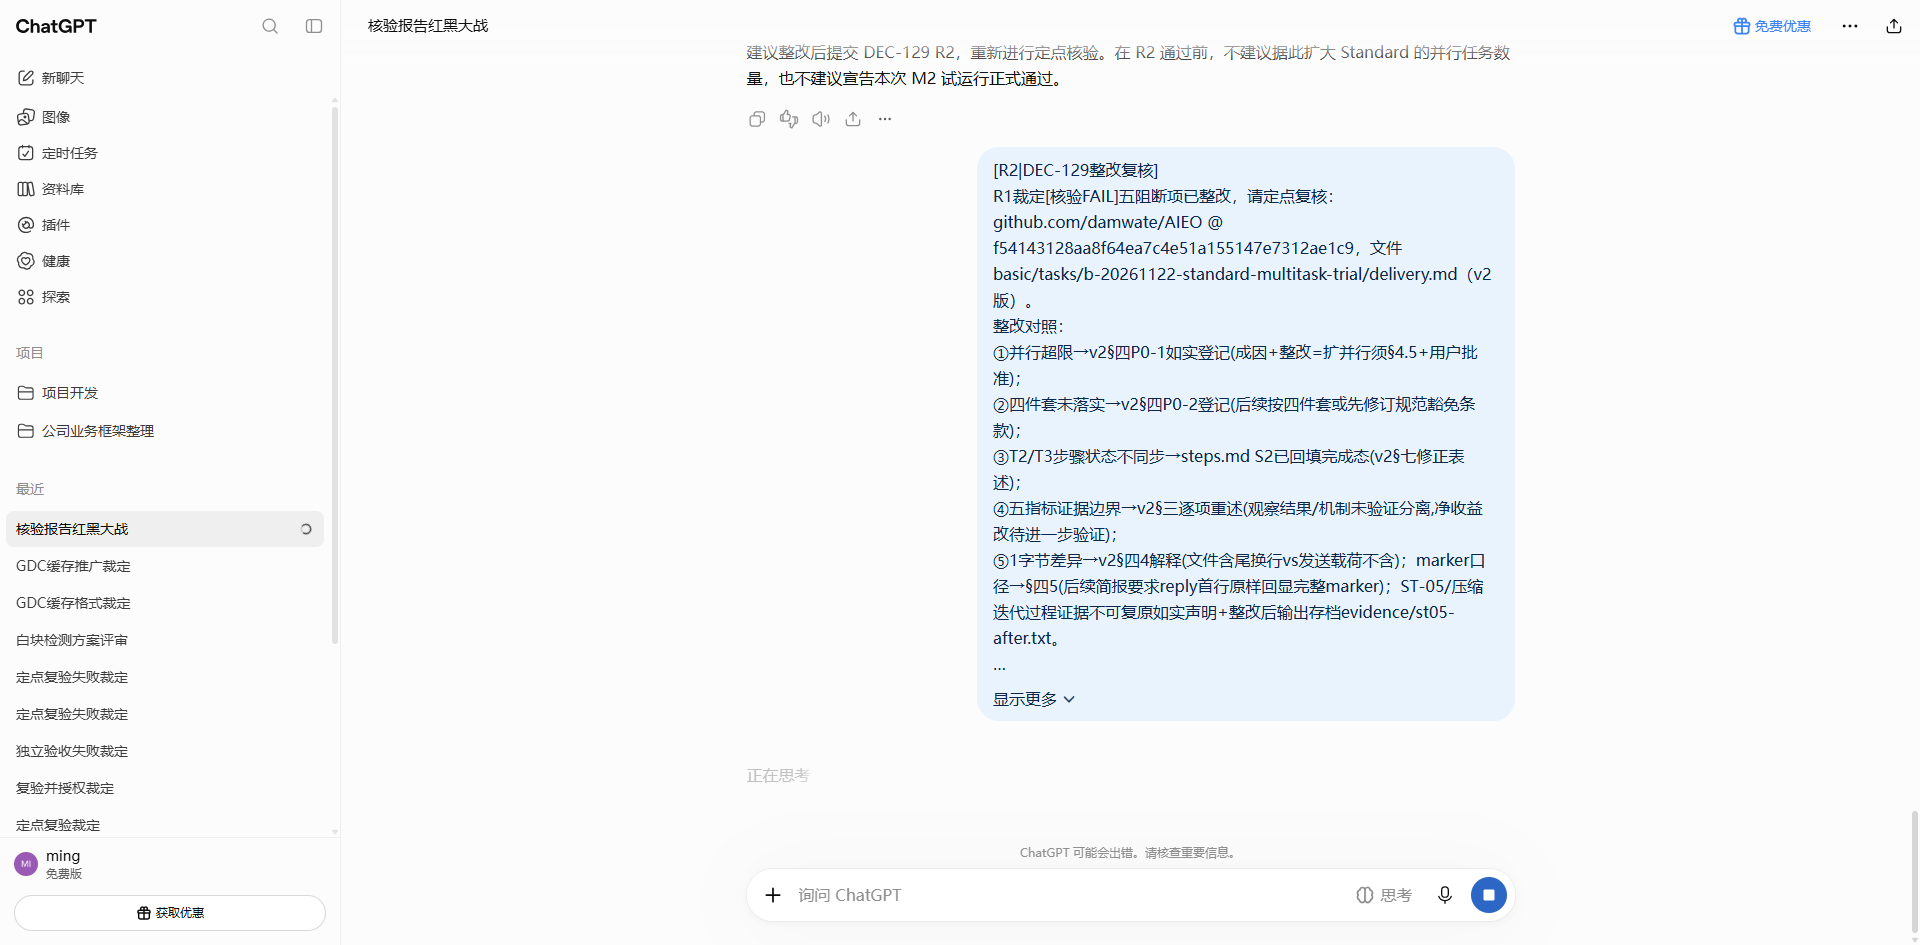 ChatGPT
新聊天
图像
定时任务
资料库
插件
健康
探索
项目
项目开发
公司业务框架整理
最近
核验报告红黑大战
GDC缓存推广裁定
GDC缓存格式裁定
白块检测方案评审
定点复验失败裁定
定点复验失败裁定
独立验收失败裁定
复验并授权裁定
定点复验裁定
MI
ming
免费版
获取优惠
核验报告红黑大战
免费优惠
建议整改后提交 DEC-129 R2，重新进行定点核验。在 R2 通过前，不建议据此扩大 Standard 的并行任务数
量，也不建议宣告本次 M2 试运行正式通过。
[R2|DEC-129整改复核]
R1裁定[核验FAIL]五阻断项已整改，请定点复核：
github.com/damwate/AIEO @
f54143128aa8f64ea7c4e51a155147e7312ae1c9，文件
basic/tasks/b-20261122-standard-multitask-trial/delivery.md（v2
版）。
整改对照：
①并行超限→v2§四P0-1如实登记(成因+整改=扩并行须§4.5+用户批
准)；
②四件套未落实→v2§四P0-2登记(后续按四件套或先修订规范豁免条
款)；
③T2/T3步骤状态不同步→steps.md S2已回填完成态(v2§七修正表
述)；
④五指标证据边界→v2§三逐项重述(观察结果/机制未验证分离,净收益
改待进一步验证)；
⑤1字节差异→v2§四4解释(文件含尾换行vs发送载荷不含)；marker口
径→§四5(后续简报要求reply首行原样回显完整marker)；ST-05/压缩
迭代过程证据不可复原如实声明+整改后输出存档evidence/st05-
after.txt。
...
显示更多
正在思考
ChatGPT 可能会出错。请核查重要信息。
询问 ChatGPT
思考